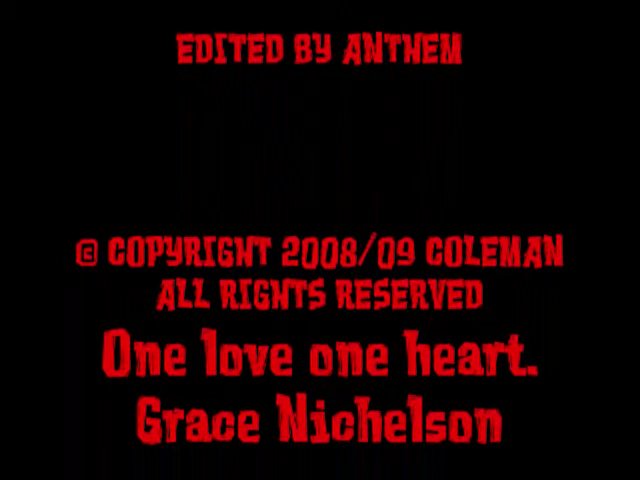 EDITED BY ANTHEM
© COPYRIGHT 2008/09 COLEMAN
ALL RIGHTS RESERVED
One love one heart.
Grace Nichelson